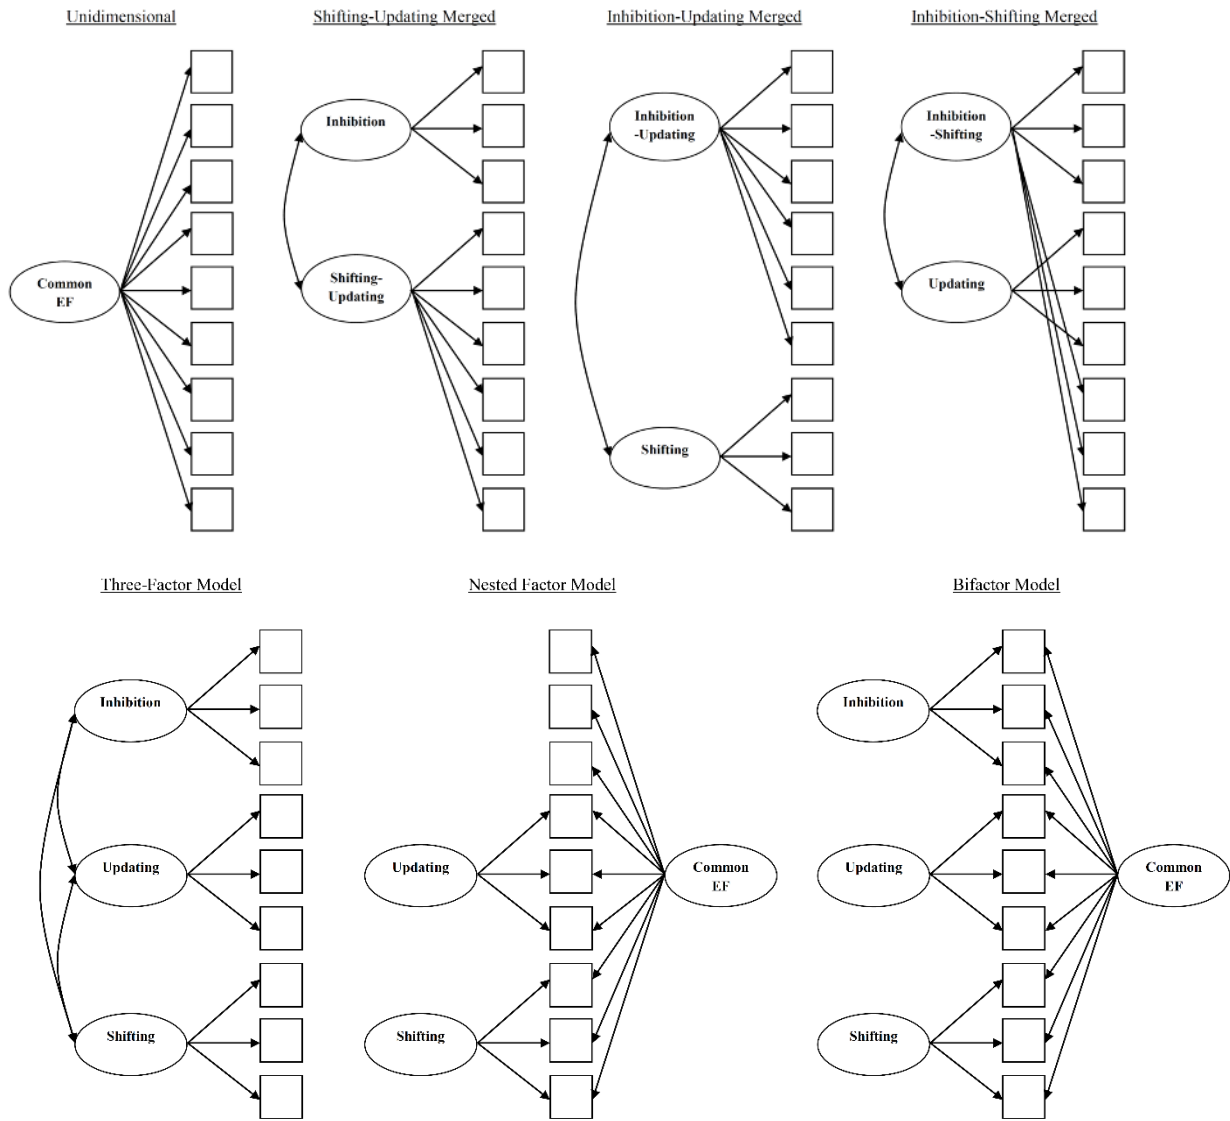 Unidimensional
Shifting-Updating Merged
Inhibition-Updating Merged
Inhibition-Shifting Merged
Common
EF
Inhibition
Shifting-
Updating
Inhibition
-Updating
Shifting
Inhibition
-Shifting
Updating
Three-Factor Model
Nested Factor Model
Bifactor Model
Inhibition
Updating
Shifting
Updating
Shifting
Common
EF
Inhibition
Updating
Shifting
Common
EF